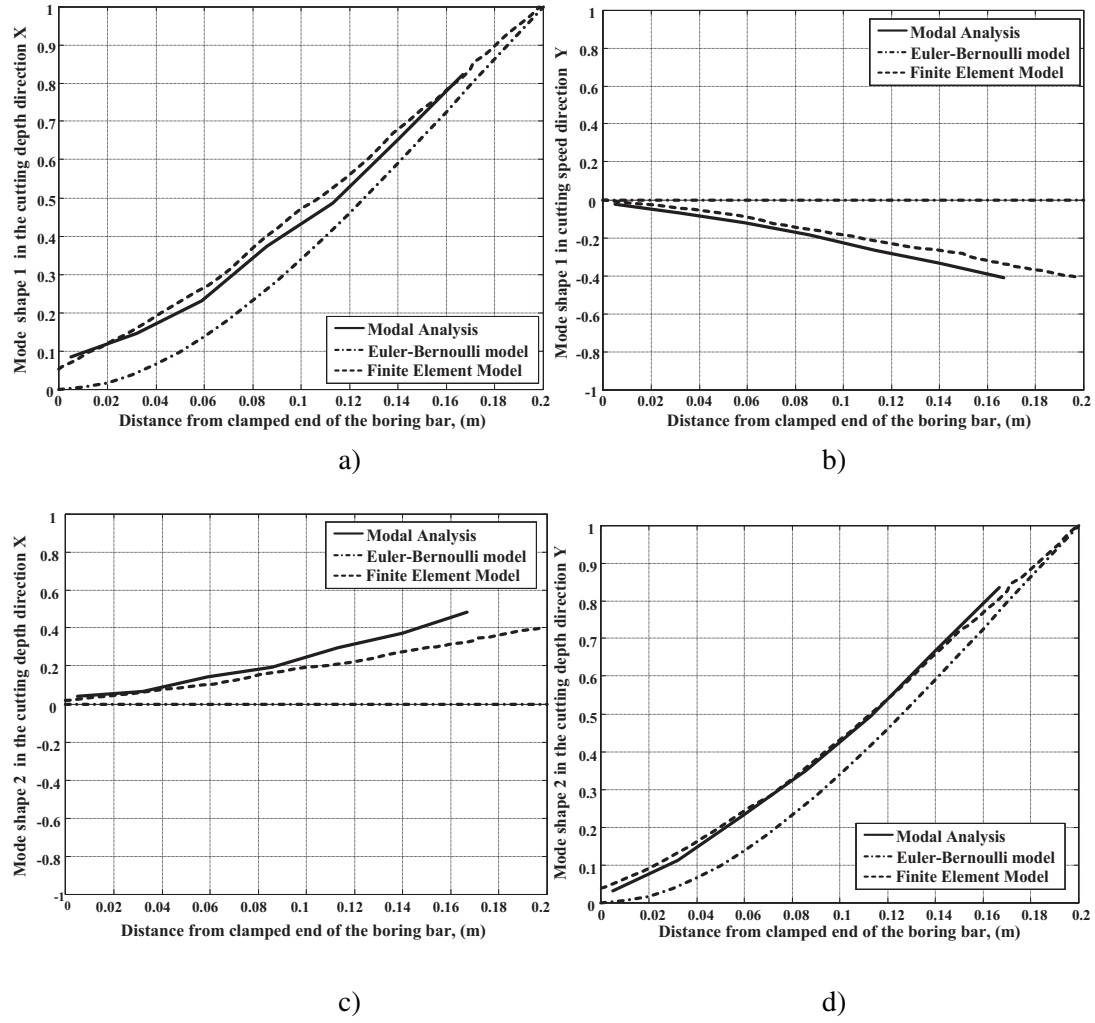 Mode shape 1 in the cutting depth direction X
1
0.9
0.8
0.7
0.6
0.5
0.4
0.3
0.2
0.1
0
0 0.02 0.04 0.06 0.08 0.1 0.12 0.14 0.16 0.18 0.2
Distance from clamped end of the boring bar, (m)
Modal Analysis
Euler-Bernoulli model
Finite Element Model
a)
Mode shape 1 in cutting speed direction Y
1
0.8
0.6
0.4
0.2
0
-0.2
-0.4
-0.6
-0.8
-1
0 0.02 0.04 0.06 0.08 0.1 0.12 0.14 0.16 0.18 0.2
Distance from clamped end of the boring bar, (m)
Modal Analysis
Euler-Bernoulli model
Finite Element Model
b)
Mode shape 2 in the cutting depth direction X
1
0.8
0.6
0.4
0.2
0
-0.2
-0.4
-0.6
-0.8
-1
0 0.02 0.04 0.06 0.08 0.1 0.12 0.14 0.16 0.18 0.2
Distance from clamped end of the boring bar, (m)
Modal Analysis
Euler-Bernoulli model
Finite Element Model
c)
Mode shape 2 in the cutting depth direction Y
1
0.9
0.8
0.7
0.6
0.5
0.4
0.3
0.2
0.1
0
0 0.02 0.04 0.06 0.08 0.1 0.12 0.14 0.16 0.18 0.2
Distance from clamped end of the boring bar, (m)
Modal Analysis
Euler-Bernoulli model
Finite Element Model
d)